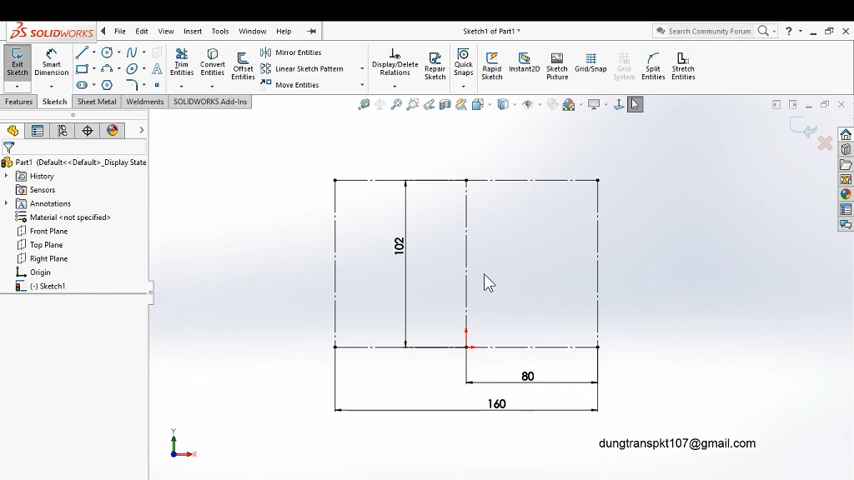 SOLIDWORKS
File
Edit
View
Insert
Tools
Window
Help
Sketch1 of Part1 *
Search Community Forum
?
Exit Sketch
Smart Dimension
Trim Entities
Convert Entities
Offset Entities
Mirror Entities
Linear Sketch Pattern
Move Entities
Display/Delete Relations
Repair Sketch
Quick Snaps
Rapid Sketch
Instant2D
Sketch Picture
Grid/Snap
Grid System
Split Entities
Stretch Entities
Features
Sketch
Sheet Metal
Weldments
SOLIDWORKS Add-Ins
Part1 (Default<<Default>_Display State
History
Sensors
Annotations
Material <not specified>
Front Plane
Top Plane
Right Plane
Origin
(-) Sketch1
102
80
160
Y
X
dungtranspkt107@gmail.com